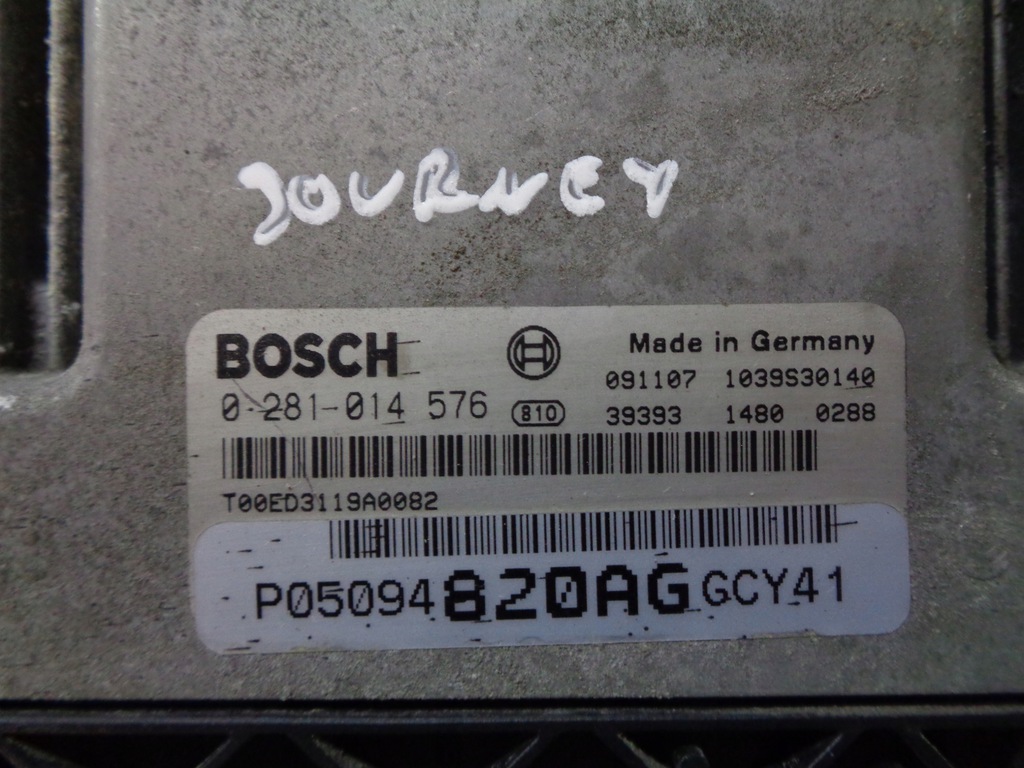 JOURNEY
BOSCH
Made in Germany
091107 1039S30140
0-281-014 576 810 39393 1480 0288
T00ED3119A0082
P05094820AG GCY41